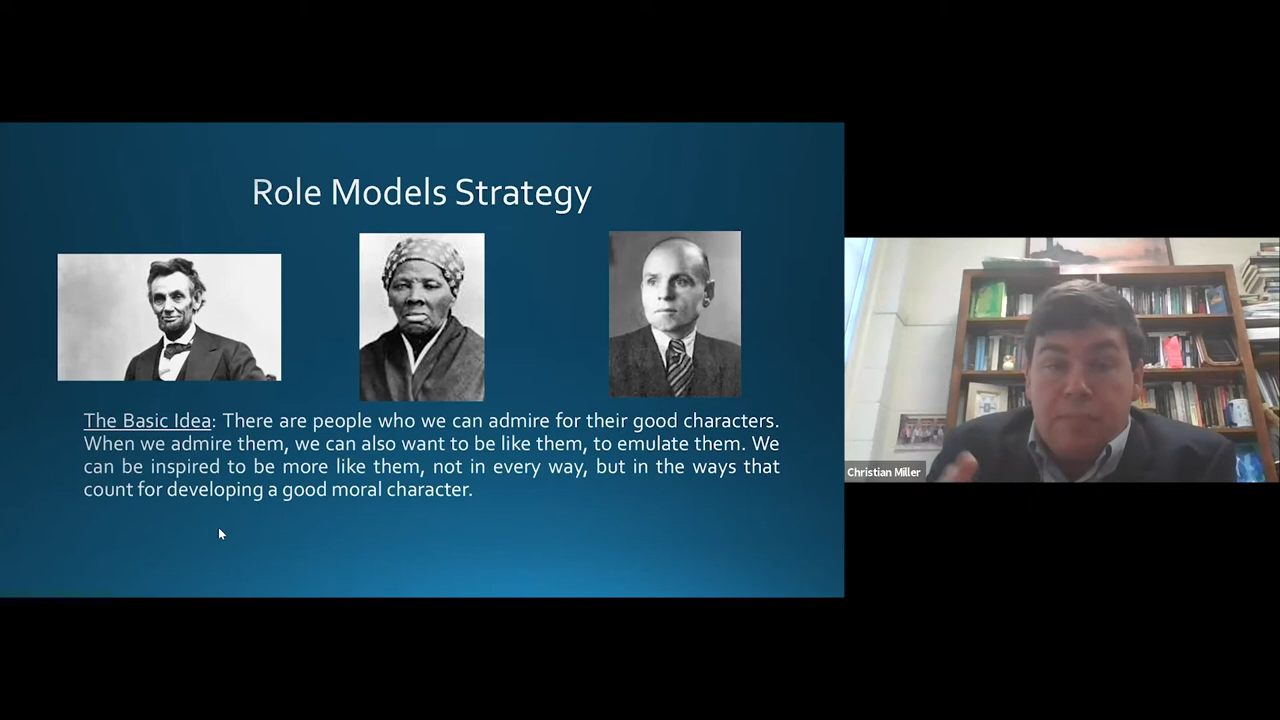 Role Models Strategy
The Basic Idea: There are people who we can admire for their good characters.
When we admire them, we can also want to be like them, to emulate them. We
can be inspired to be more like them, not in every way, but in the ways that
count for developing a good moral character.
Christian Miller